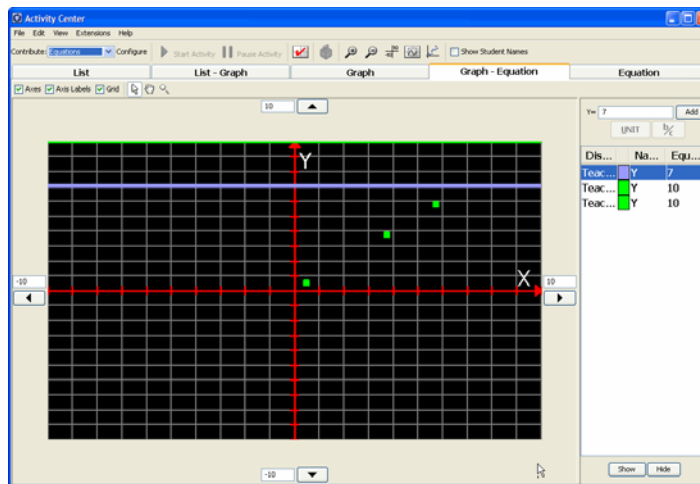 Activity Center
File Edit View Extensions Help
Contribute: Equations Configure Start Activity Pause Activity Show Student Names
List List - Graph Graph Graph - Equation Equation
Axes Axis Labels Grid
10
Y= 7 Add
UNIT b/c
Y
Dis... Na... Equ...
Teac... Y 7
Teac... Y 10
Teac... Y 10
-10 X 10
-10
Show Hide